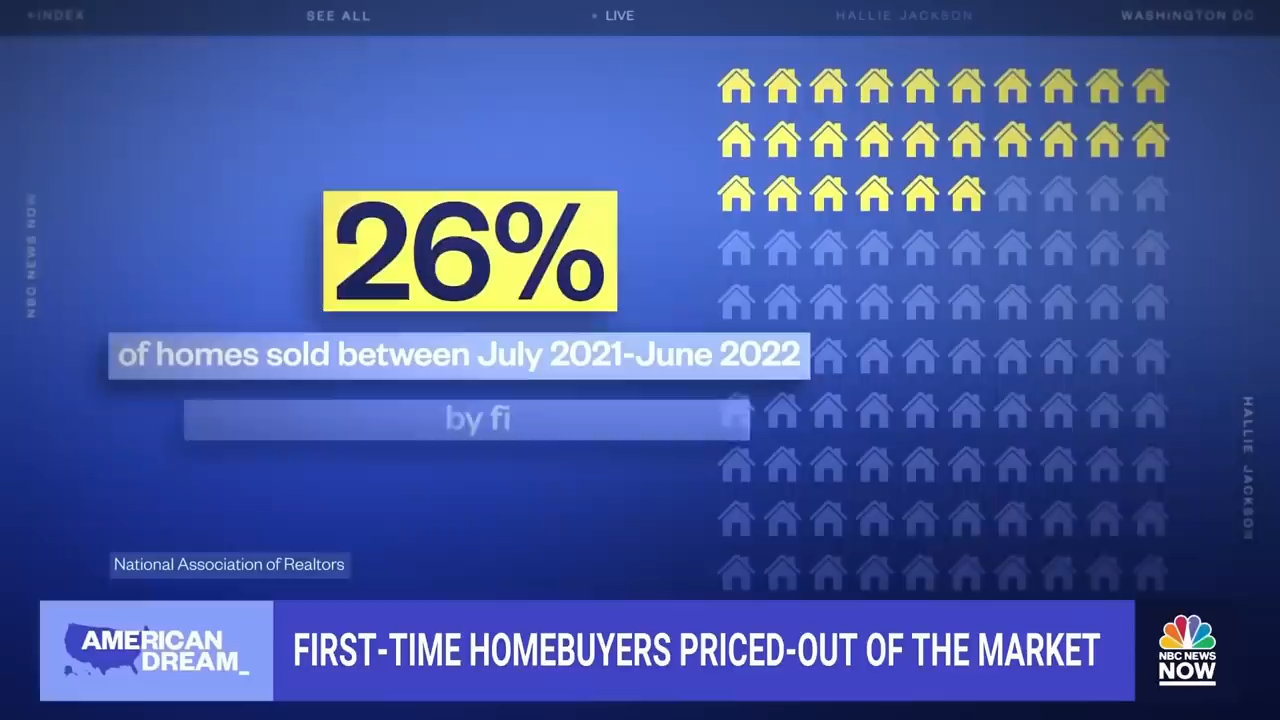 INDEX
SEE ALL
LIVE
HALLIE JACKSON
WASHINGTON DC
NBC NEWS NOW
26%
of homes sold between July 2021-June 2022
by fi
HALLIE JACKSON
National Association of Realtors
AMERICAN
DREAM_
FIRST-TIME HOMEBUYERS PRICED-OUT OF THE MARKET
NBC NEWS
NOW